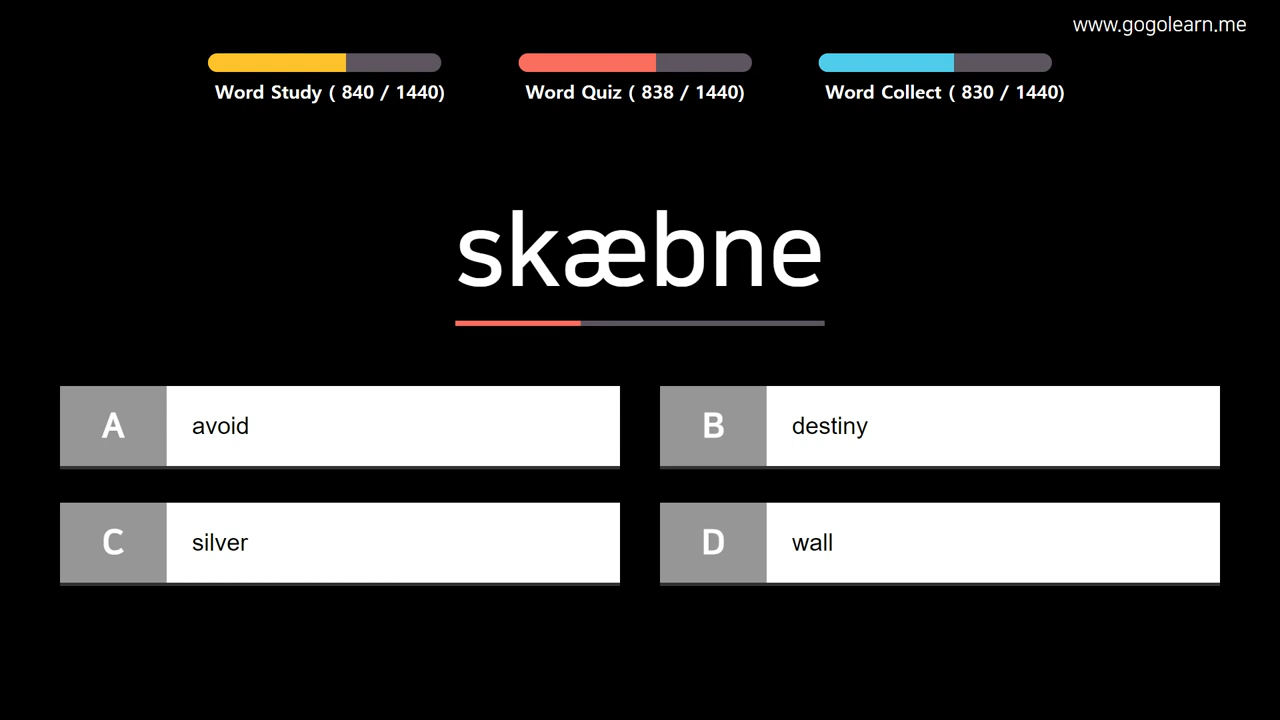 www.gogolearn.me
Word Study ( 840 / 1440)
Word Quiz ( 838 / 1440)
Word Collect ( 830 / 1440)
skæbne
A avoid
B destiny
C silver
D wall